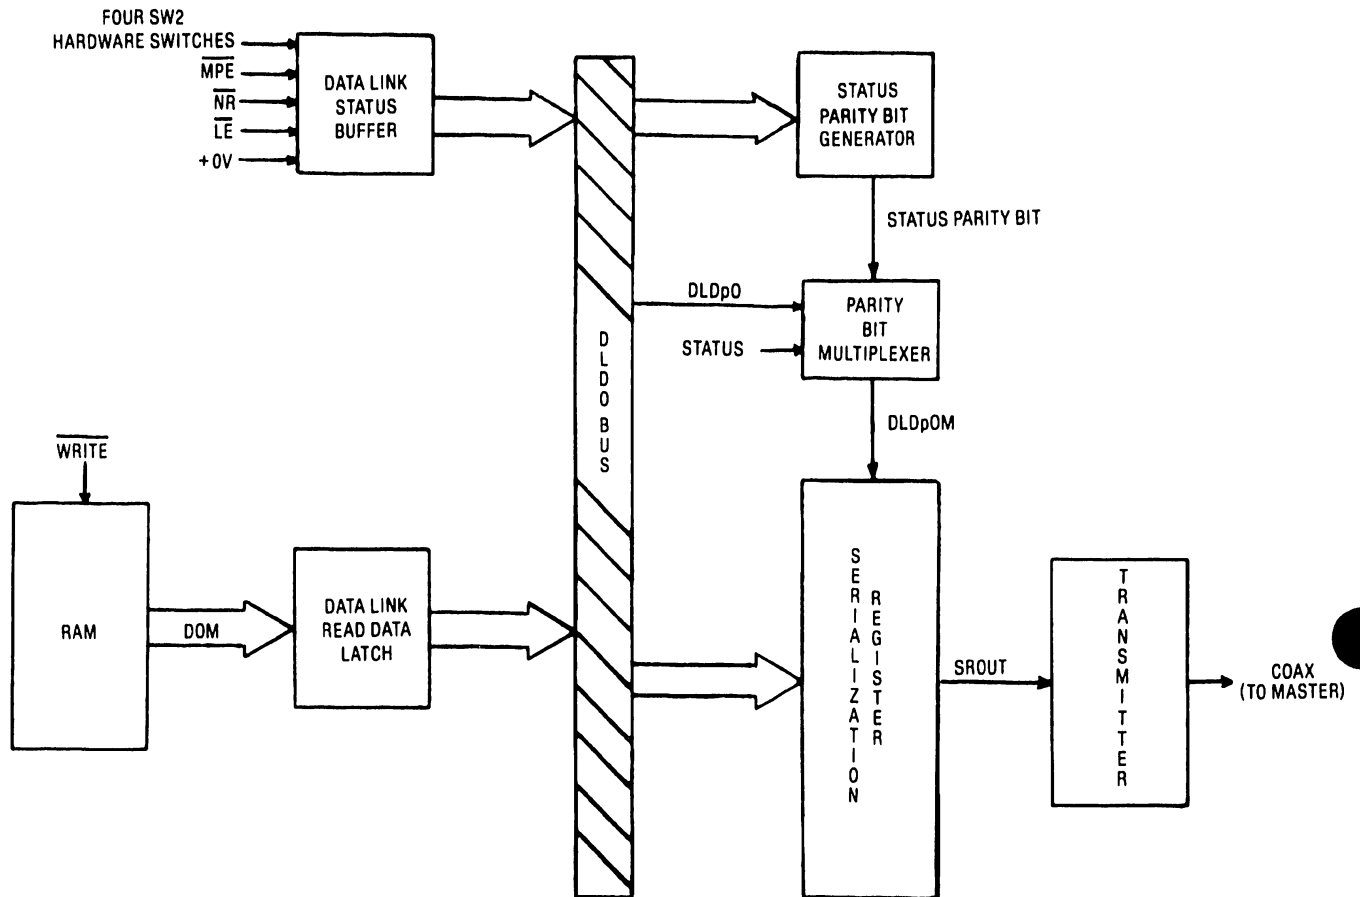 FOUR SW2
HARDWARE SWITCHES
MPE
NR
LE
+0V
DATA LINK
STATUS
BUFFER
STATUS
PARITY BIT
GENERATOR
STATUS PARITY BIT
DLDpO
STATUS
PARITY
BIT
MULTIPLEXER
DLDpOM
DLDO BUS
WRITE
RAM
DOM
DATA LINK
READ DATA
LATCH
SERIALIZATION
REGISTER
SROUT
TRANSMITTER
COAX
(TO MASTER)